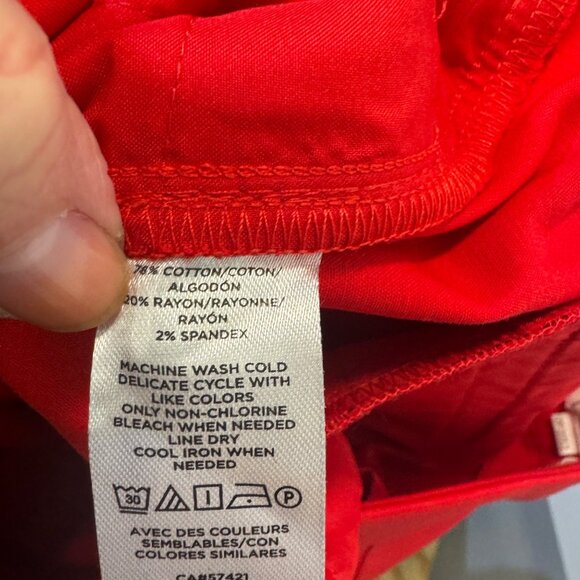 78% COTTON/COTON/
ALGODÓN
20% RAYON/RAYONNE/
RAYÓN
2% SPANDEX
MACHINE WASH COLD
DELICATE CYCLE WITH
LIKE COLORS
ONLY NON-CHLORINE
BLEACH WHEN NEEDED
LINE DRY
COOL IRON WHEN
NEEDED
30 P
AVEC DES COULEURS
SEMBLABLES/CON
COLORES SIMILARES
CA#57421